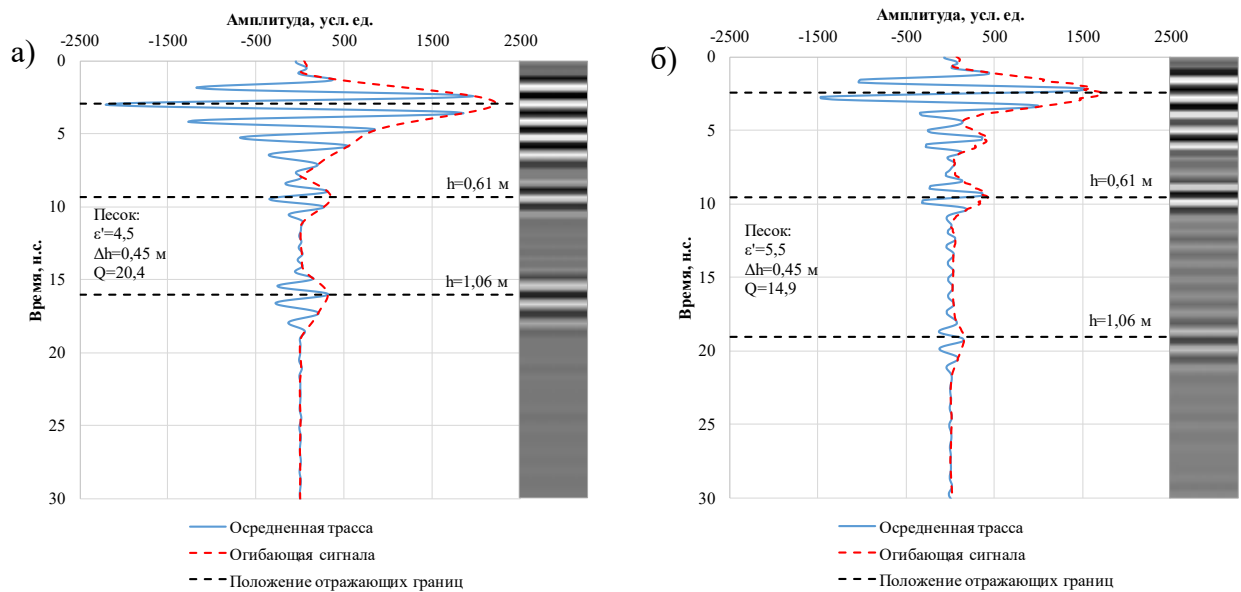 а)
Амплитуда, усл. ед.
-2500 -1500 -500 500 1500 2500
Время, н.с.
0
5
10
15
20
25
30
h=0,61 м
Песок:
ε'=4,5
Δh=0,45 м
Q=20,4
h=1,06 м
Осредненная трасса
Огибающая сигнала
Положение отражающих границ
б)
Амплитуда, усл. ед.
-2500 -1500 -500 500 1500 2500
Время, н.с.
0
5
10
15
20
25
30
h=0,61 м
Песок:
ε'=5,5
Δh=0,45 м
Q=14,9
h=1,06 м
Осредненная трасса
Огибающая сигнала
Положение отражающих границ